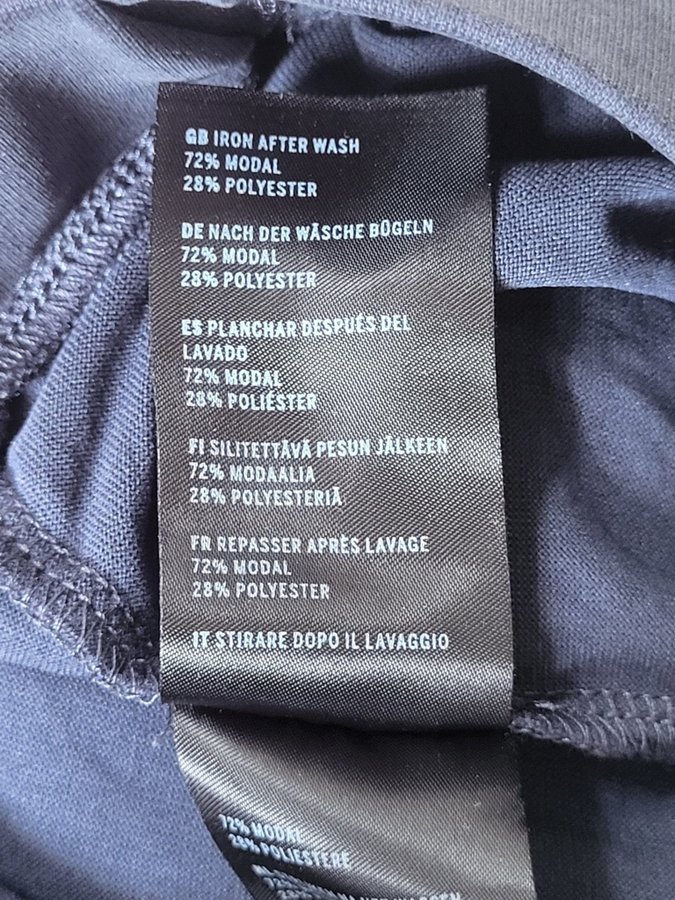 GB IRON AFTER WASH
72% MODAL
28% POLYESTER
DE NACH DER WÄSCHE BÜGELN
72% MODAL
28% POLYESTER
ES PLANCHAR DESPUÉS DEL
LAVADO
72% MODAL
28% POLIÉSTER
FI SILITETTÄVÄ PESUN JÄLKEEN
72% MODAALIA
28% POLYESTERIÄ
FR REPASSER APRÈS LAVAGE
72% MODAL
28% POLYESTER
IT STIRARE DOPO IL LAVAGGIO
72% MODAL
28% POLIESTERE